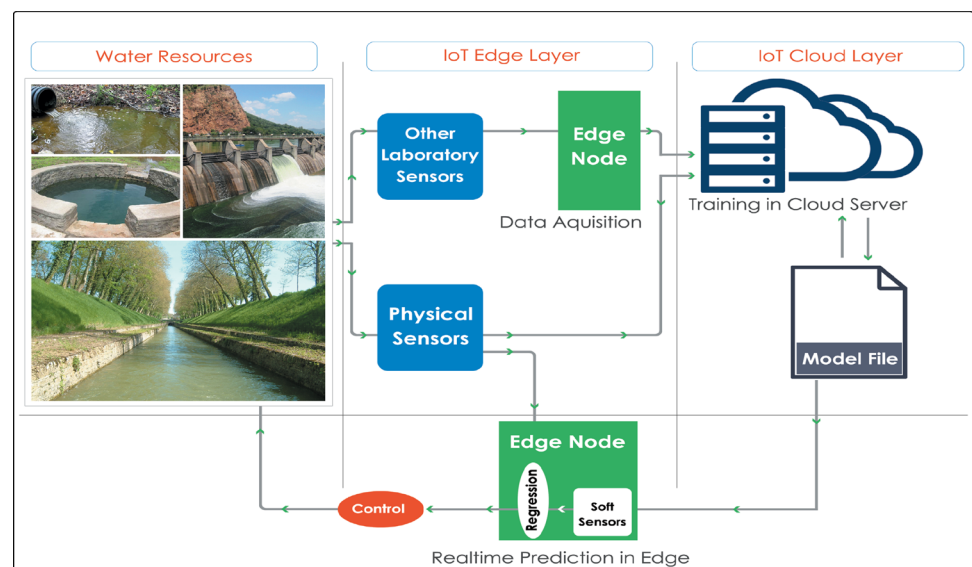 Water Resources
IoT Edge Layer
IoT Cloud Layer
Other
Laboratory
Sensors
Edge
Node
Data Aquisition
Training in Cloud Server
Physical
Sensors
Model File
Edge Node
Regression
Soft
Sensors
Control
Realtime Prediction in Edge